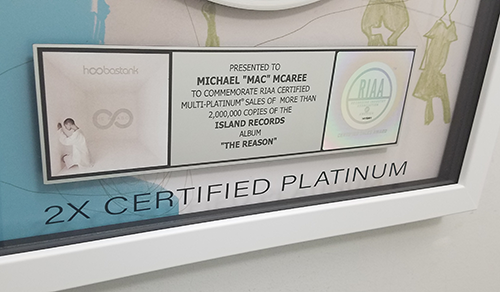 hoobastank
PRESENTED TO
MICHAEL "MAC" MCAREE
TO COMMEMORATE RIAA CERTIFIED
MULTI-PLATINUM" SALES OF MORE THAN
2,000,000 COPIES OF THE
ISLAND RECORDS
ALBUM
"THE REASON"
RIAA
2X CERTIFIED PLATINUM